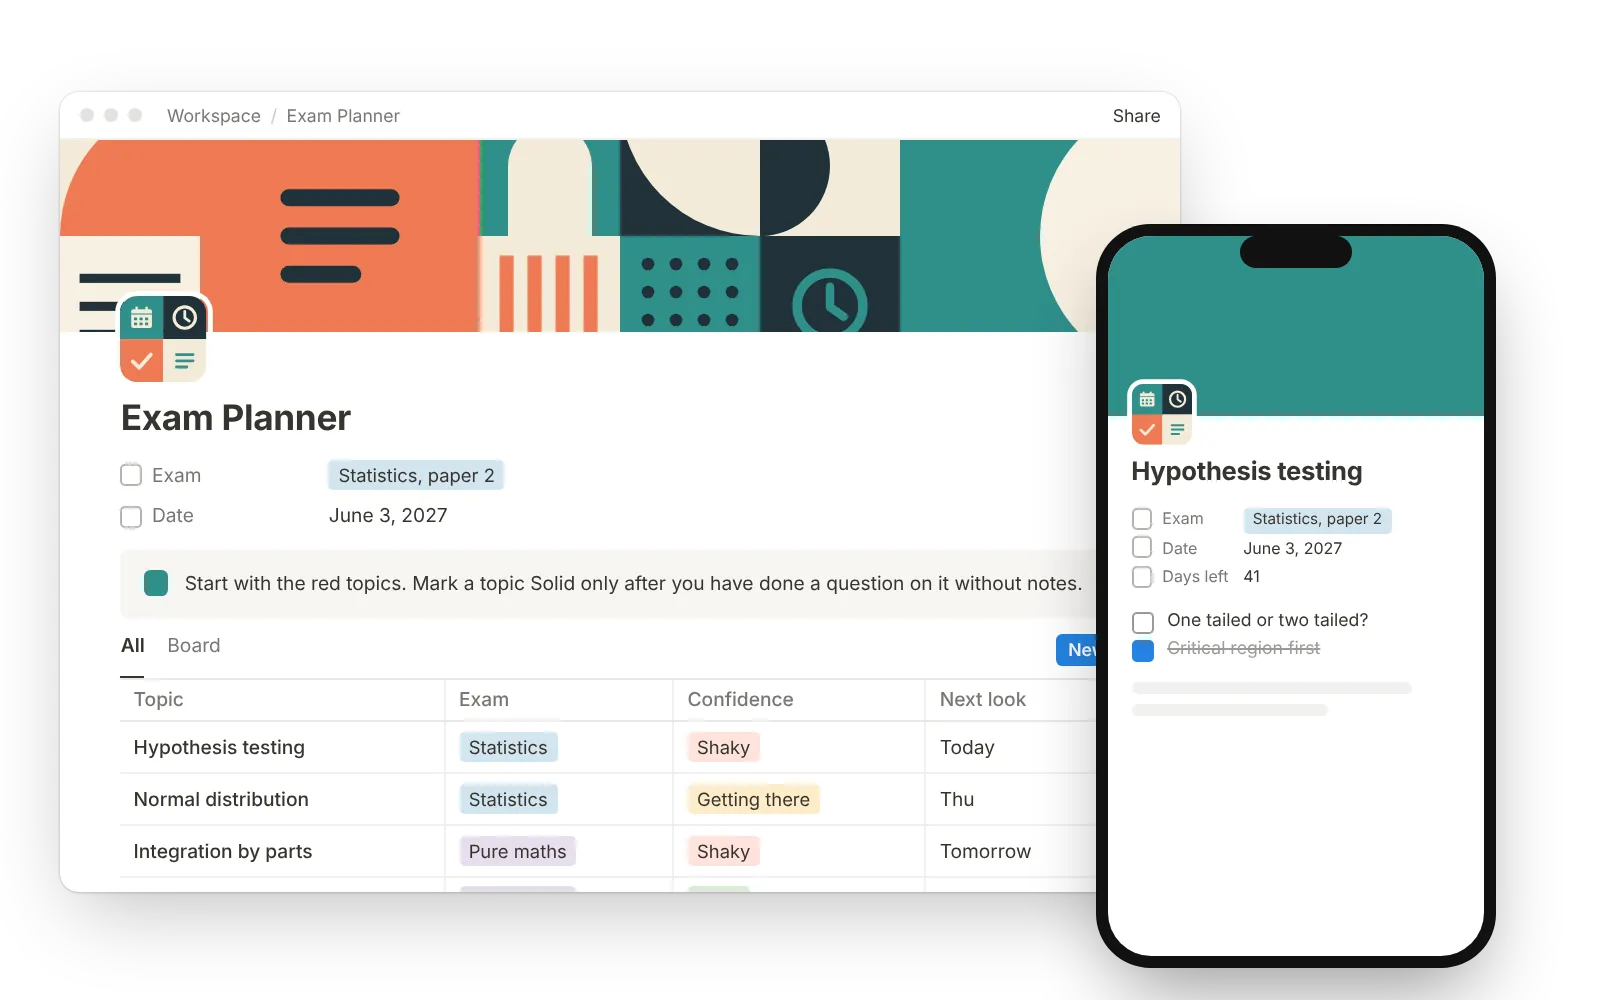 Workspace / Exam Planner
Share
Exam Planner
Exam Statistics, paper 2
Date June 3, 2027
Start with the red topics. Mark a topic Solid only after you have done a question on it without notes.
All Board
Topic Exam Confidence Next look
Hypothesis testing Statistics Shaky Today
Normal distribution Statistics Getting there Thu
Integration by parts Pure maths Shaky Tomorrow
Hypothesis testing
Exam Statistics, paper 2
Date June 3, 2027
Days left 41
One tailed or two tailed?
Critical region first